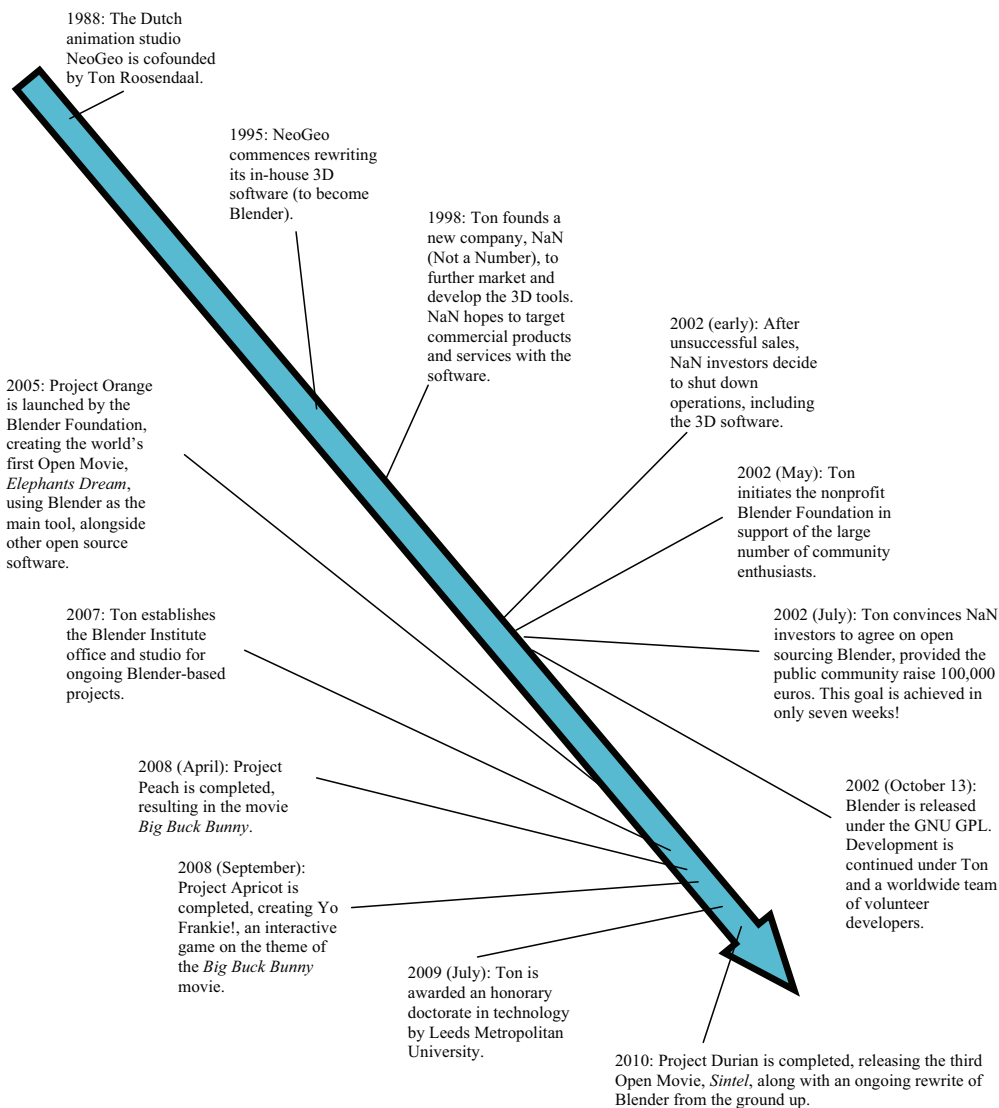 1988: The Dutch
animation studio
NeoGeo is cofounded
by Ton Roosendaal.
1995: NeoGeo
commences rewriting
its in-house 3D
software (to become
Blender).
1998: Ton founds a
new company, NaN
(Not a Number), to
further market and
develop the 3D tools.
NaN hopes to target
commercial products
and services with the
software.
2002 (early): After
unsuccessful sales,
NaN investors decide
to shut down
operations, including
the 3D software.
2002 (May): Ton
initiates the nonprofit
Blender Foundation in
support of the large
number of community
enthusiasts.
2002 (July): Ton convinces NaN
investors to agree on open
sourcing Blender, provided the
public community raise 100,000
euros. This goal is achieved in
only seven weeks!
2002 (October 13):
Blender is released
under the GNU GPL.
Development is
continued under Ton
and a worldwide team
of volunteer
developers.
2005: Project Orange
is launched by the
Blender Foundation,
creating the world’s
first Open Movie,
Elephants Dream,
using Blender as the
main tool, alongside
other open source
software.
2007: Ton establishes
the Blender Institute
office and studio for
ongoing Blender-based
projects.
2008 (April): Project
Peach is completed,
resulting in the movie
Big Buck Bunny.
2008 (September):
Project Apricot is
completed, creating Yo
Frankie!, an interactive
game on the theme of
the Big Buck Bunny
movie.
2009 (July): Ton is
awarded an honorary
doctorate in technology
by Leeds Metropolitan
University.
2010: Project Durian is completed, releasing the third
Open Movie, Sintel, along with an ongoing rewrite of
Blender from the ground up.